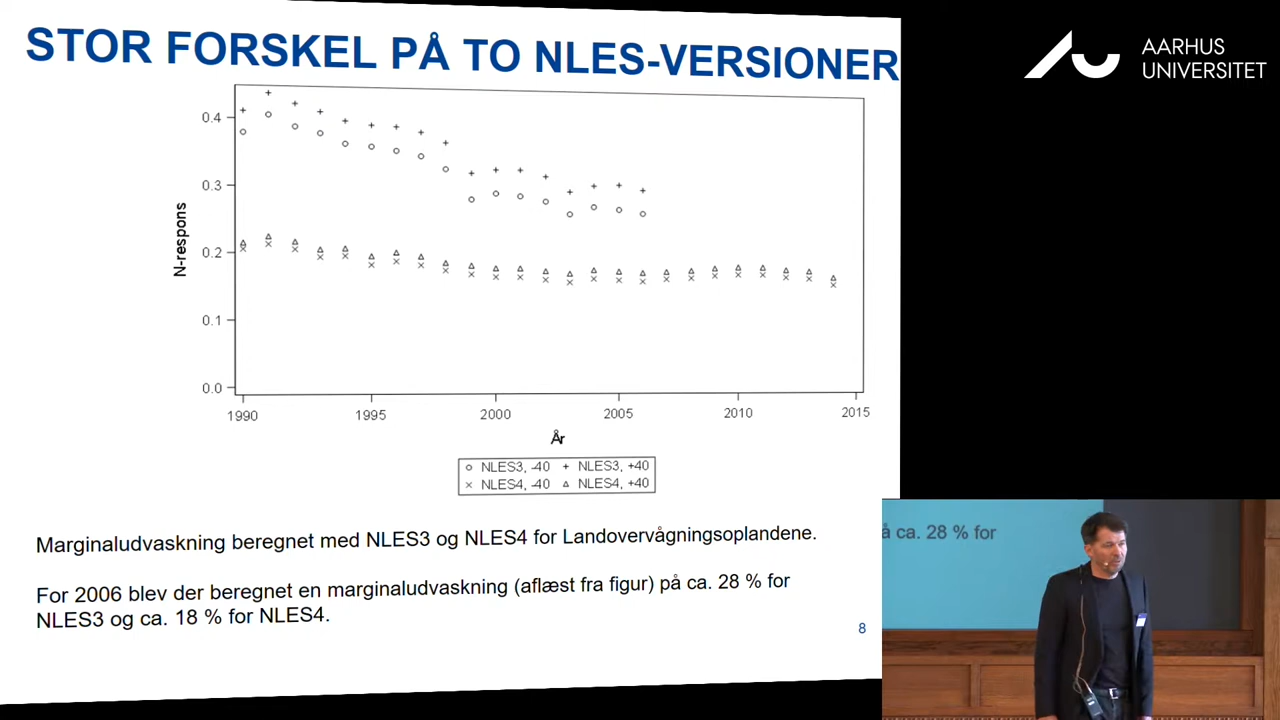 STOR FORSKEL PÅ TO NLES-VERSIONER
AARHUS
UNIVERSITET
0.4
0.3
0.2
0.1
0.0
N-respons
1990
1995
2000
2005
2010
2015
År
NLES3, -40
NLES3, +40
NLES4, -40
NLES4, +40
Marginaludvaskning beregnet med NLES3 og NLES4 for Landovervågningsoplandene.
For 2006 blev der beregnet en marginaludvaskning (aflæst fra figur) på ca. 28 % for
NLES3 og ca. 18 % for NLES4.
8
å ca. 28 % for